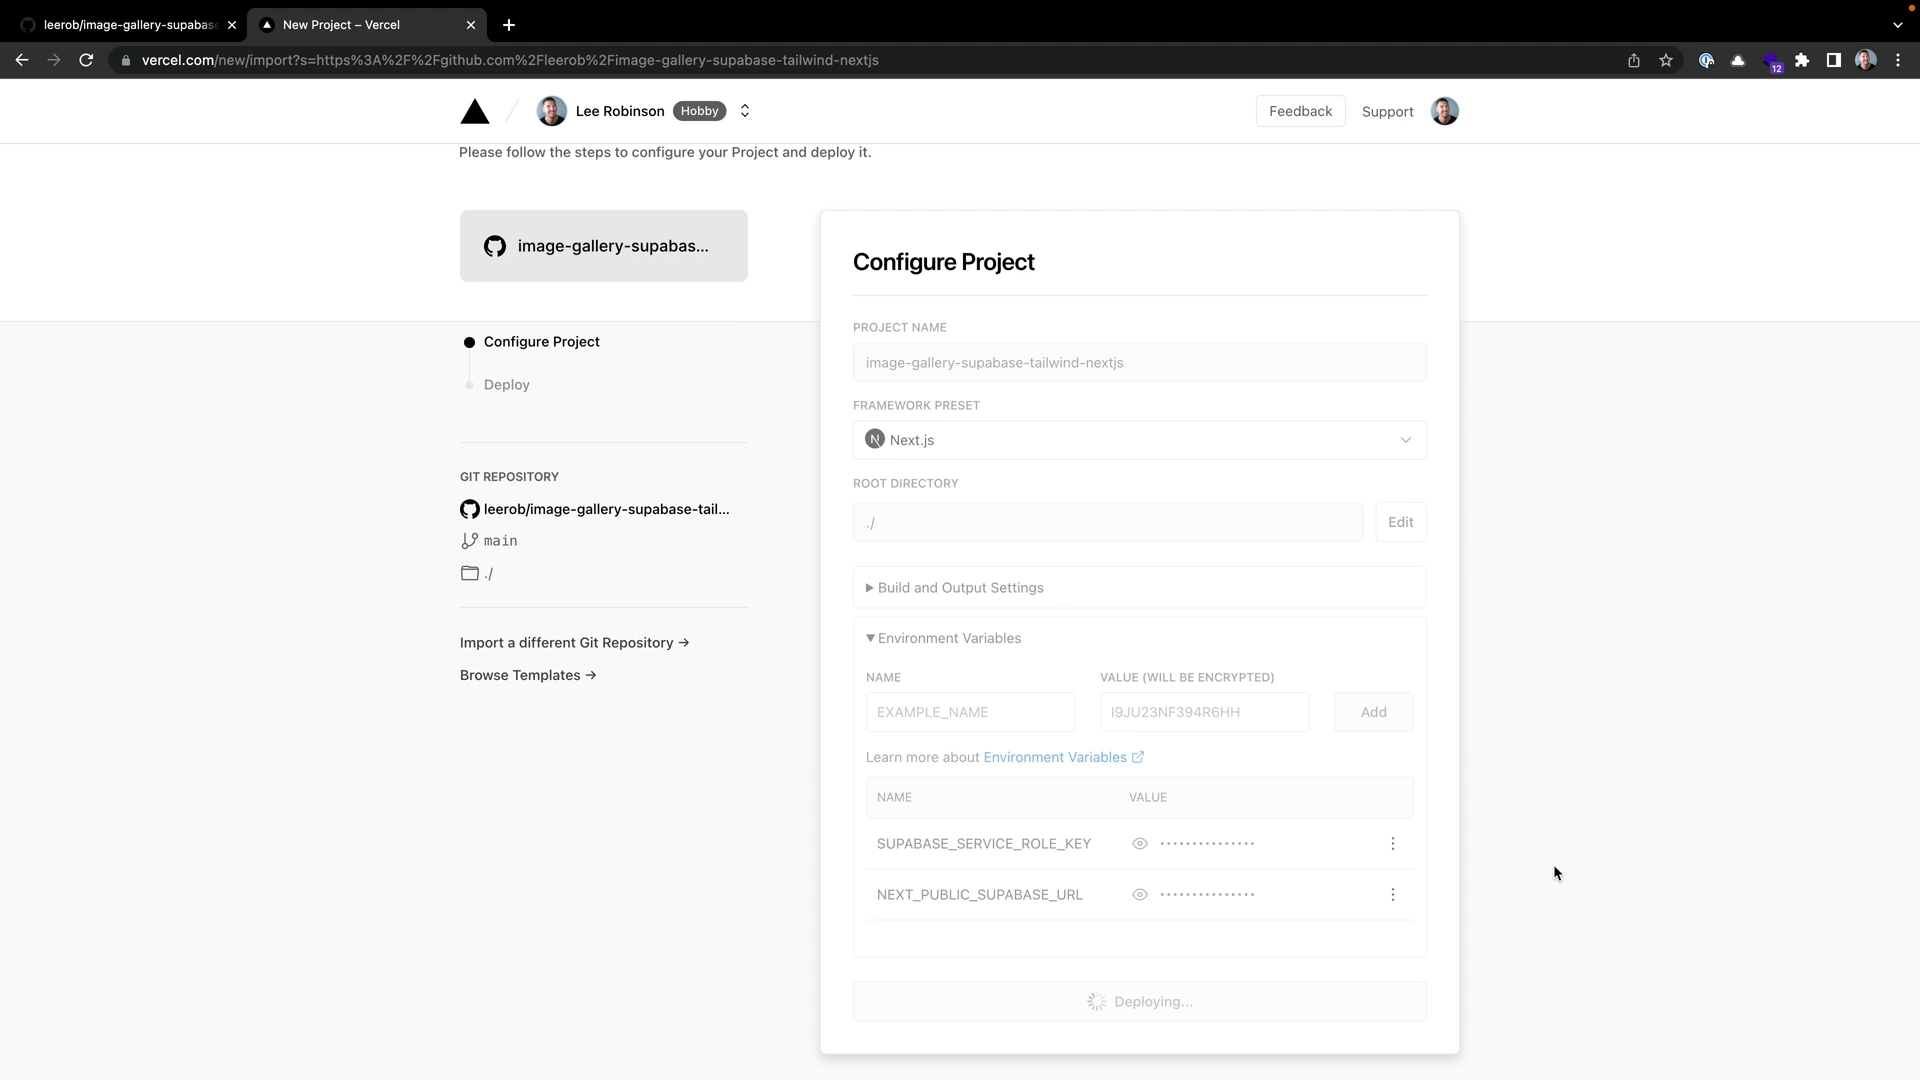 leerob/image-gallery-supabas
New Project – Vercel
vercel.com/new/import?s=https%3A%2F%2Fgithub.com%2Fleerob%2Fimage-gallery-supabase-tailwind-nextjs
12
Lee Robinson Hobby
Feedback Support
Please follow the steps to configure your Project and deploy it.
image-gallery-supabas...
Configure Project
Deploy
GIT REPOSITORY
leerob/image-gallery-supabase-tail...
main
./
Import a different Git Repository →
Browse Templates →
Configure Project
PROJECT NAME
image-gallery-supabase-tailwind-nextjs
FRAMEWORK PRESET
N Next.js
ROOT DIRECTORY
./ Edit
Build and Output Settings
Environment Variables
NAME VALUE (WILL BE ENCRYPTED)
EXAMPLE_NAME I9JU23NF394R6HH Add
Learn more about Environment Variables
NAME VALUE
SUPABASE_SERVICE_ROLE_KEY •••••••••••••••
NEXT_PUBLIC_SUPABASE_URL •••••••••••••••
Deploying...